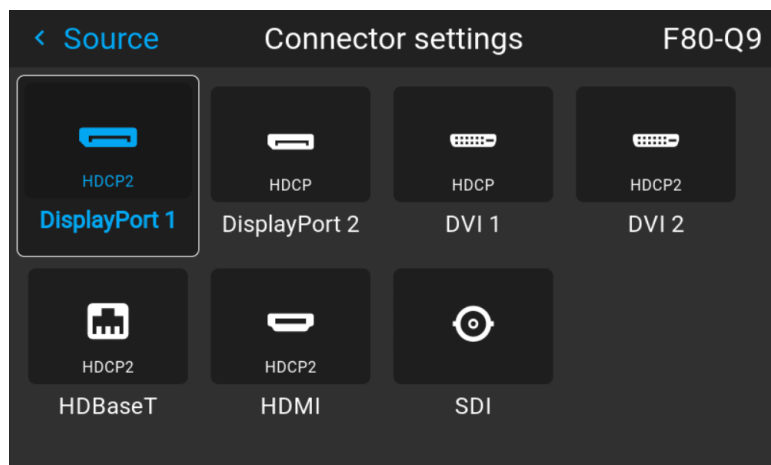 Source Connector settings F80-Q9
HDCP2 HDCP HDCP HDCP2
DisplayPort 1 DisplayPort 2 DVI 1 DVI 2
HDCP2 HDCP2
HDBaseT HDMI SDI